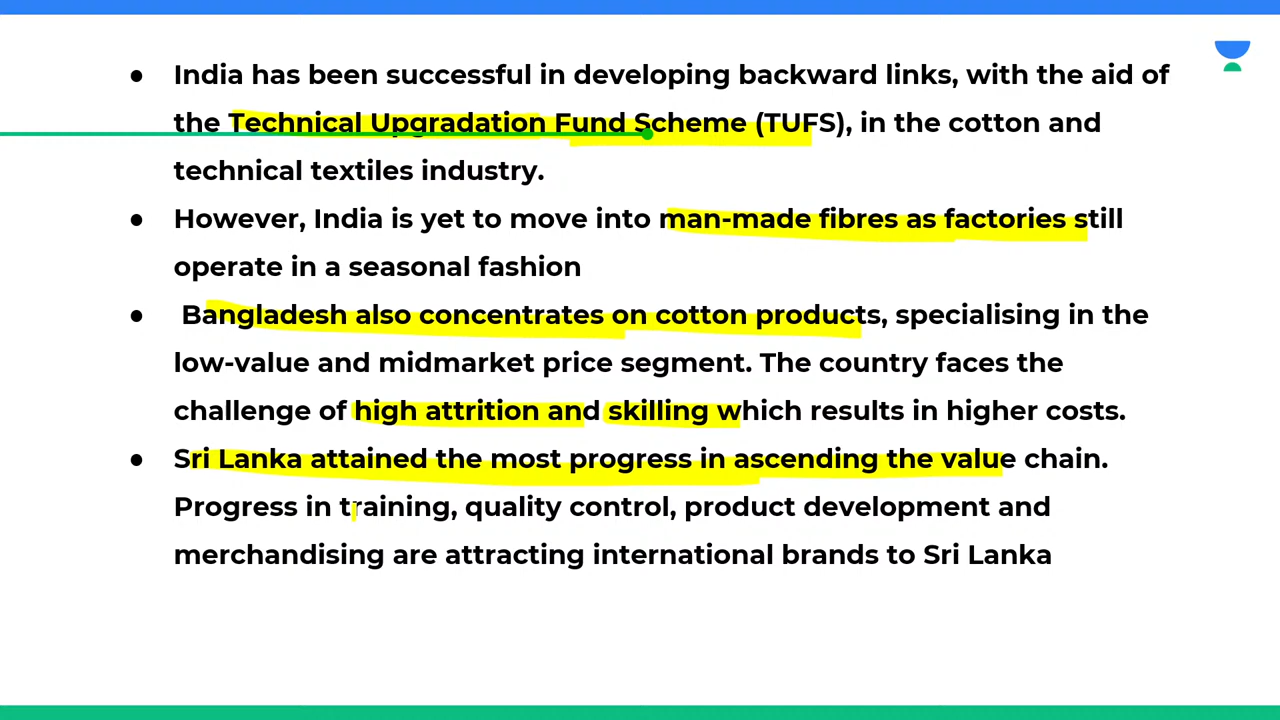 ● India has been successful in developing backward links, with the aid of
the Technical Upgradation Fund Scheme (TUFS), in the cotton and
technical textiles industry.
● However, India is yet to move into man-made fibres as factories still
operate in a seasonal fashion
● Bangladesh also concentrates on cotton products, specialising in the
low-value and midmarket price segment. The country faces the
challenge of high attrition and skilling which results in higher costs.
● Sri Lanka attained the most progress in ascending the value chain.
Progress in training, quality control, product development and
merchandising are attracting international brands to Sri Lanka